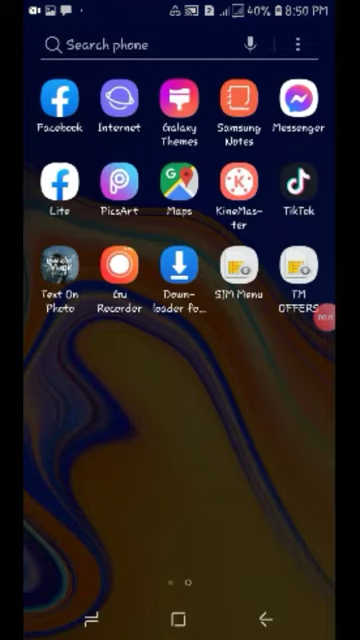 40% 8:50 PM
Search phone
Facebook Internet Galaxy Themes Samsung Notes Messenger
Lite PicsArt Maps KineMas-ter TikTok
Text On Photo Gu Recorder Down-loader fo... SIM Menu TM OFFERS